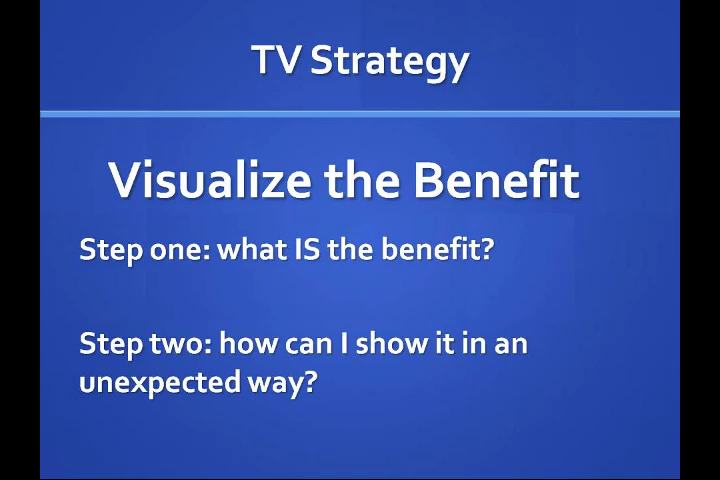 TV Strategy
Visualize the Benefit
Step one: what IS the benefit?
Step two: how can I show it in an
unexpected way?